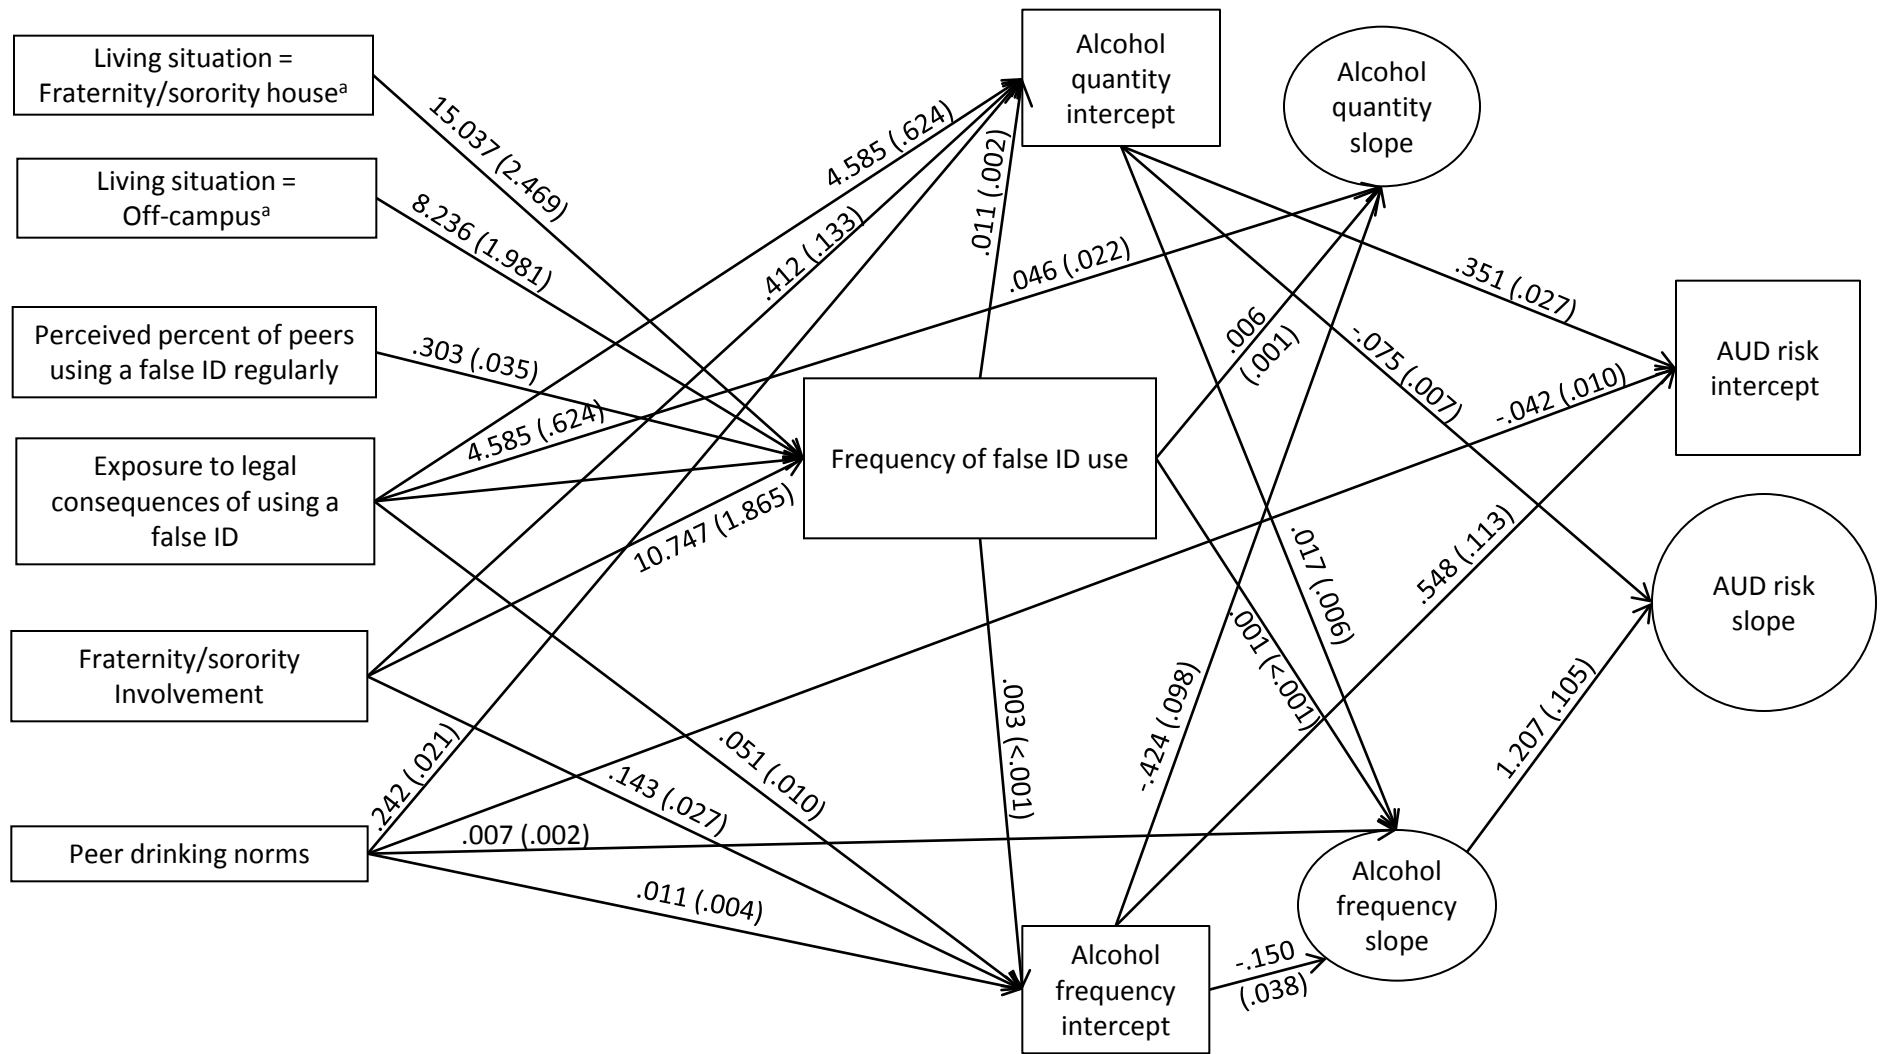 Living situation =
Fraternity/sorority houseᵃ
Living situation =
Off-campusᵃ
Perceived percent of peers
using a false ID regularly
Exposure to legal
consequences of using a
false ID
Fraternity/sorority
Involvement
Peer drinking norms
15.037 (2.469)
8.236 (1.981)
.303 (.035)
4.585 (.624)
10.747 (1.865)
4.585 (.624)
.412 (.133)
.242 (.021)
.046 (.022)
.051 (.010)
.143 (.027)
.007 (.002)
.011 (.004)
Frequency of false ID use
.011 (.002)
.003 (<.001)
.006
(.001)
.001 (<.001)
Alcohol
quantity
intercept
Alcohol
quantity
slope
.351 (.027)
-.075 (.007)
-.042 (.010)
.017 (.006)
.548 (.113)
-.424 (.098)
-.150
(.038)
1.207 (.105)
Alcohol
frequency
intercept
Alcohol
frequency
slope
AUD risk
intercept
AUD risk
slope